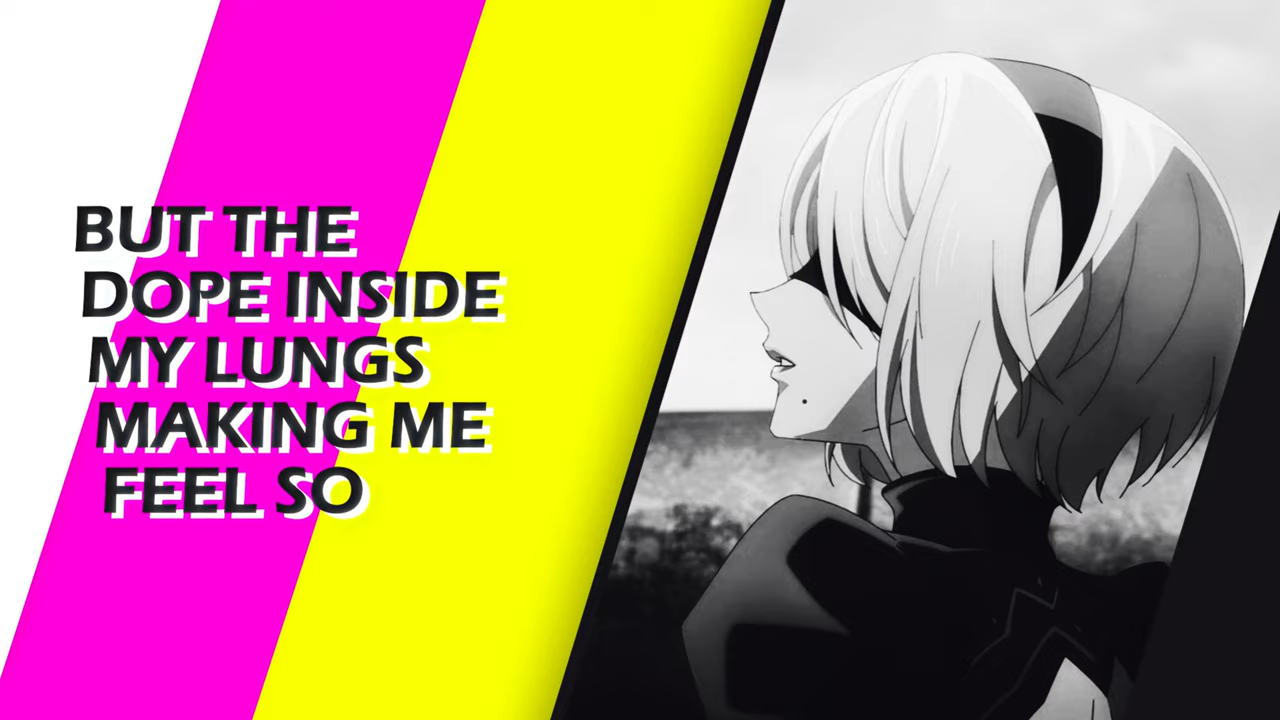 BUT THE
DOPE INSIDE
MY LUNGS
MAKING ME
FEEL SO